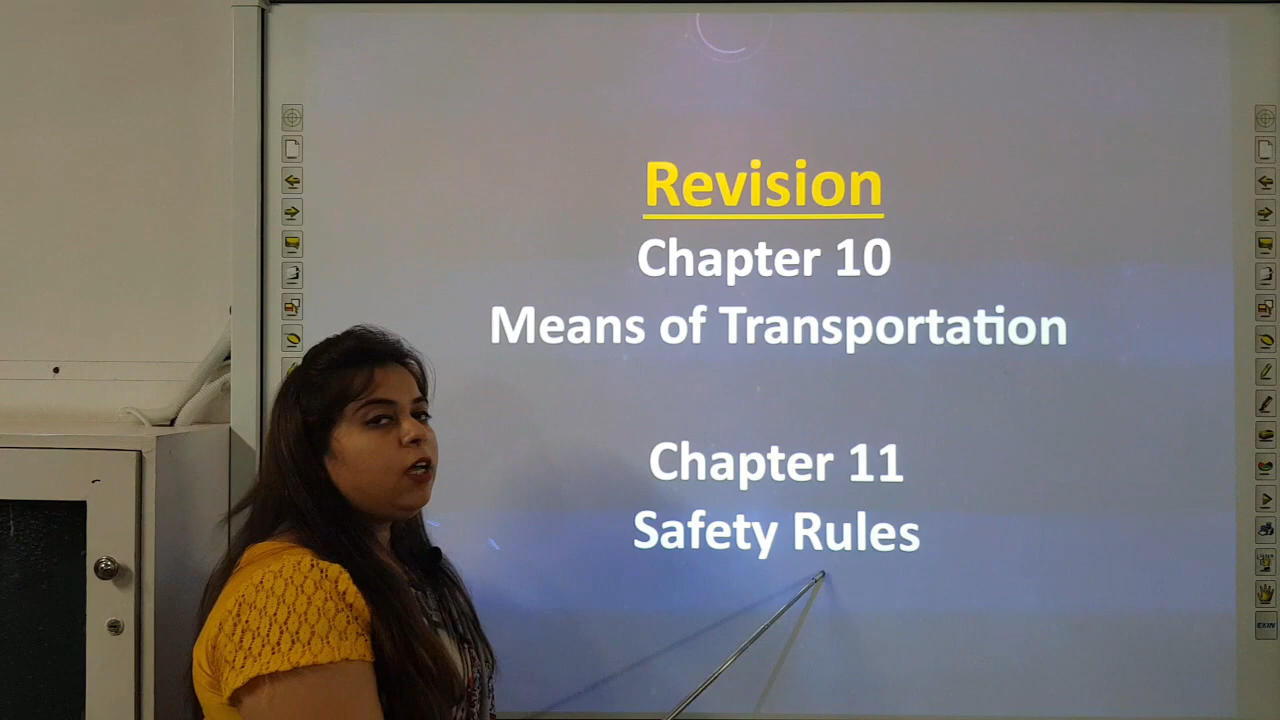 Revision
Chapter 10
Means of Transportation
Chapter 11
Safety Rules